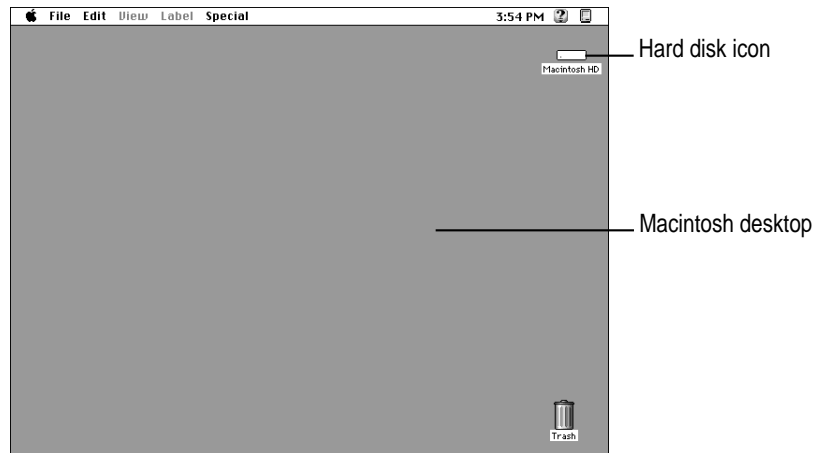 File Edit View Label Special 3:54 PM
Hard disk icon
Macintosh HD
Macintosh desktop
Trash